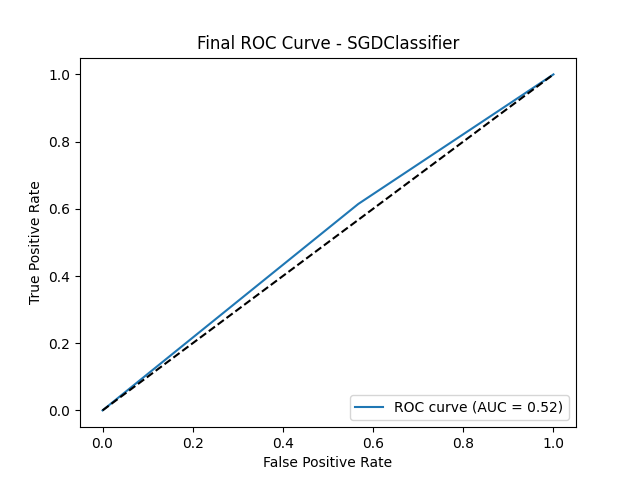 Final ROC Curve - SGDClassifier
True Positive Rate
1.0
0.8
0.6
0.4
0.2
0.0
ROC curve (AUC = 0.52)
0.0 0.2 0.4 0.6 0.8 1.0
False Positive Rate